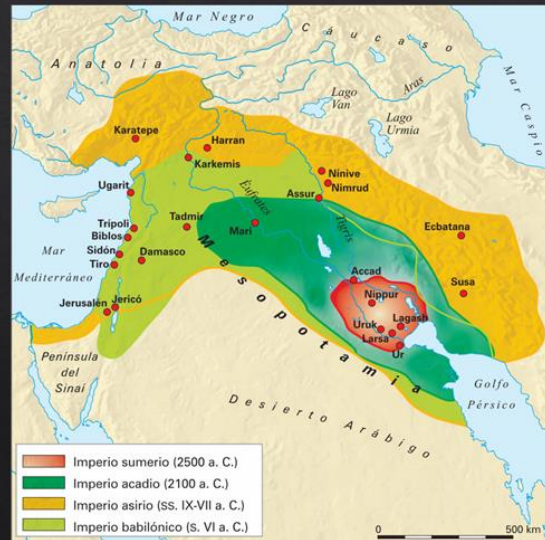 Mar Negro
Cáucaso
Anatolia
Mar Caspio
Lago
Van
Aras
Lago
Urmia
Karatepe
Harran
Karkemis
Nínive
Nimrud
Ugarit
Assur
Éufrates
Tigris
Trípoli
Biblos
Tadmir
Mari
Ecbatana
Mar
Mediterráneo
Sidón
Tiro
Damasco
Mesopotamia
Accad
Susa
Nippur
Jerusalén
Jericó
Uruk
Lagash
Larsa
Ur
Península
del
Sinaí
Golfo
Pérsico
Desierto Arábigo
Imperio sumerio (2500 a. C.)
Imperio acadio (2100 a. C.)
Imperio asirio (SS. IX-VII a. C.)
Imperio babilónico (S. VI a. C.)
0 500 km